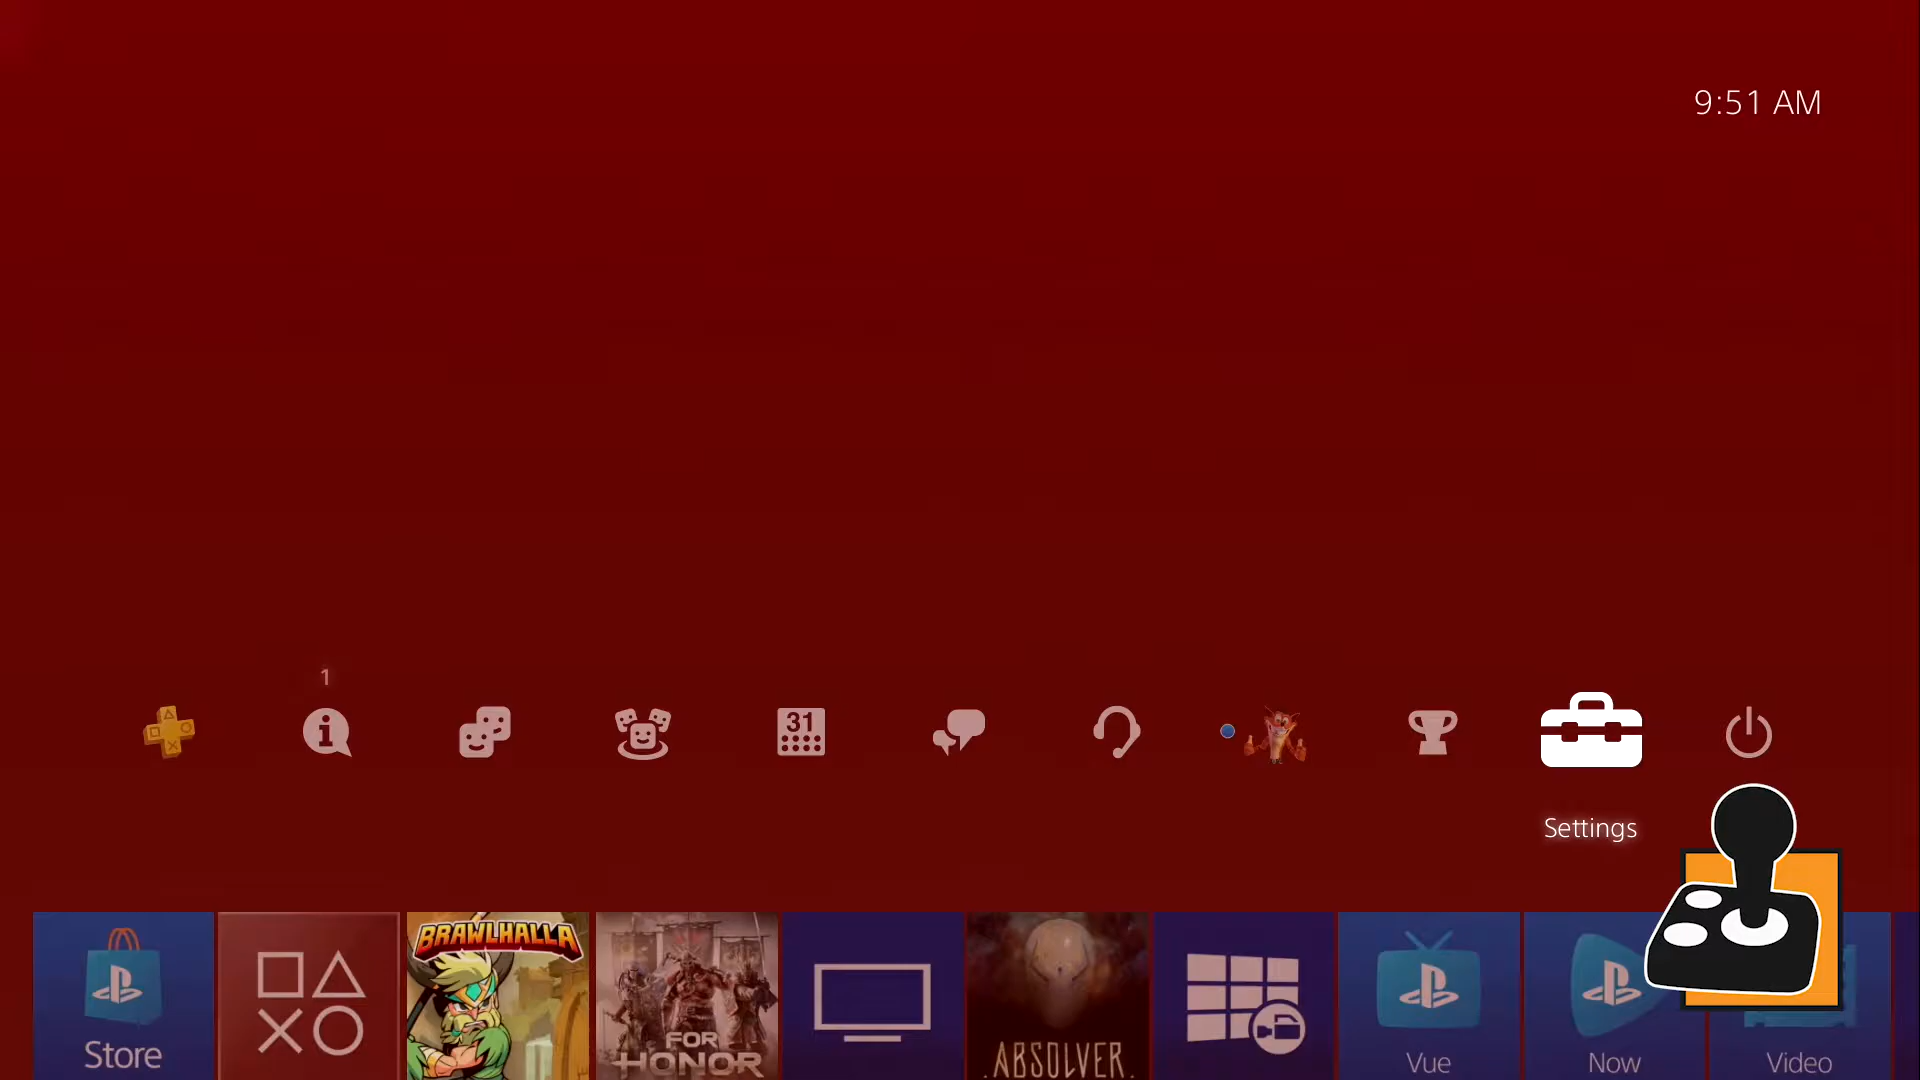 9:51 AM
1
31
Settings
Store
BRAWLHALLA
FOR
HONOR
ABSOLVER
Vue
Now
Video